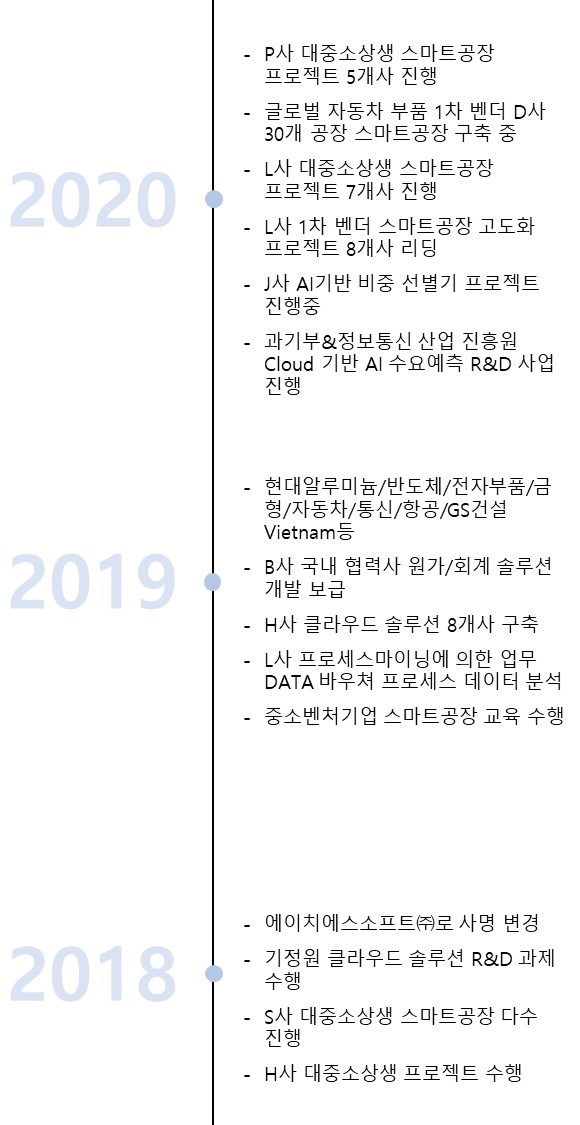 2020
- P사 대중소상생 스마트공장
프로젝트 5개사 진행
- 글로벌 자동차 부품 1차 벤더 D사
30개 공장 스마트공장 구축 중
- L사 대중소상생 스마트공장
프로젝트 7개사 진행
- L사 1차 벤더 스마트공장 고도화
프로젝트 8개사 리딩
- J사 AI기반 비중 선별기 프로젝트
진행중
- 과기부&정보통신 산업 진흥원
Cloud 기반 AI 수요예측 R&D 사업
진행
2019
- 현대알루미늄/반도체/전자부품/금
형/자동차/통신/항공/GS건설
Vietnam등
- B사 국내 협력사 원가/회계 솔루션
개발 보급
- H사 클라우드 솔루션 8개사 구축
- L사 프로세스마이닝에 의한 업무
DATA 바우쳐 프로세스 데이터 분석
- 중소벤처기업 스마트공장 교육 수행
2018
- 에이치에스소프트㈜로 사명 변경
- 기정원 클라우드 솔루션 R&D 과제
수행
- S사 대중소상생 스마트공장 다수
진행
- H사 대중소상생 프로젝트 수행